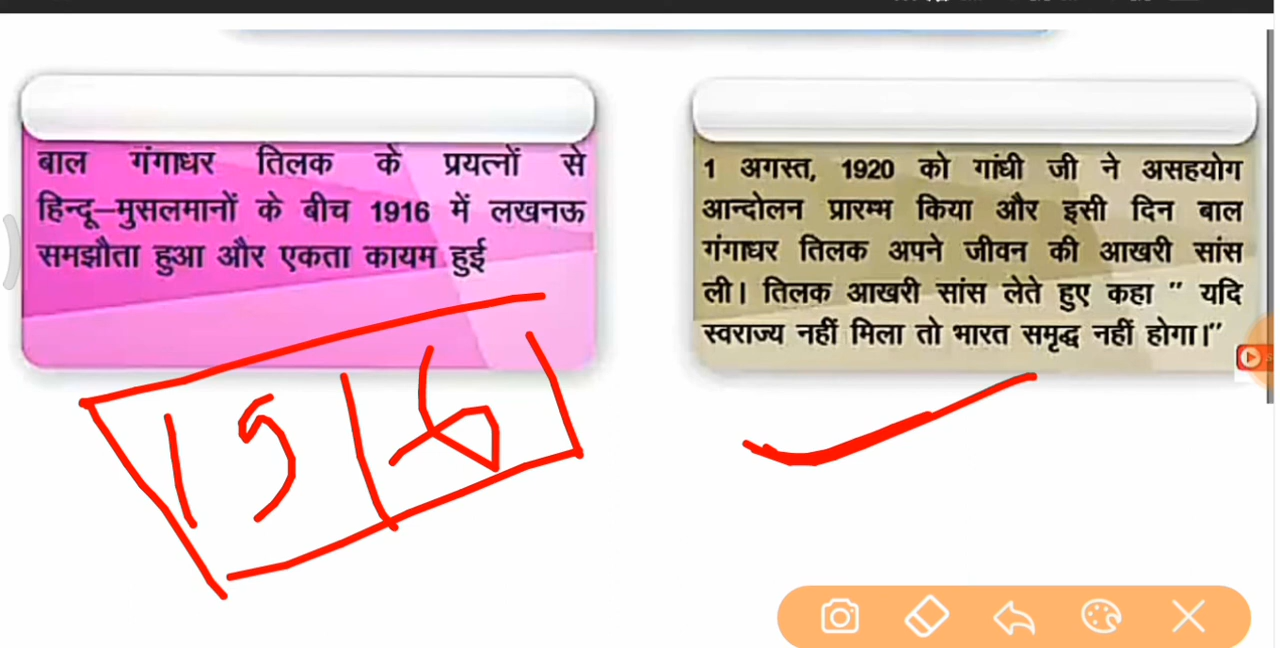 बाल गंगाधर तिलक के प्रयत्नों से
हिन्दू–मुसलमानों के बीच 1916 में लखनऊ
समझौता हुआ और एकता कायम हुई
1 अगस्त, 1920 को गांधी जी ने असहयोग
आन्दोलन प्रारम्भ किया और इसी दिन बाल
गंगाधर तिलक अपने जीवन की आखरी सांस
ली। तिलक आखरी सांस लेते हुए कहा " यदि
स्वराज्य नहीं मिला तो भारत समृद्ध नहीं होगा।"
1916